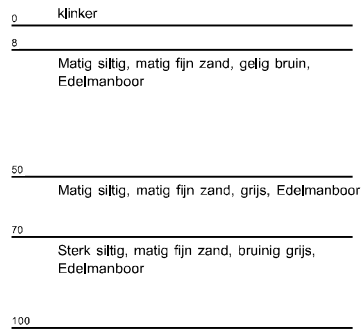 klinker
0
8
Matig siltig, matig fijn zand, gelig bruin,
Edelmanboor
50
Matig siltig, matig fijn zand, grijs, Edelmanboor
70
Sterk siltig, matig fijn zand, bruinig grijs,
Edelmanboor
100